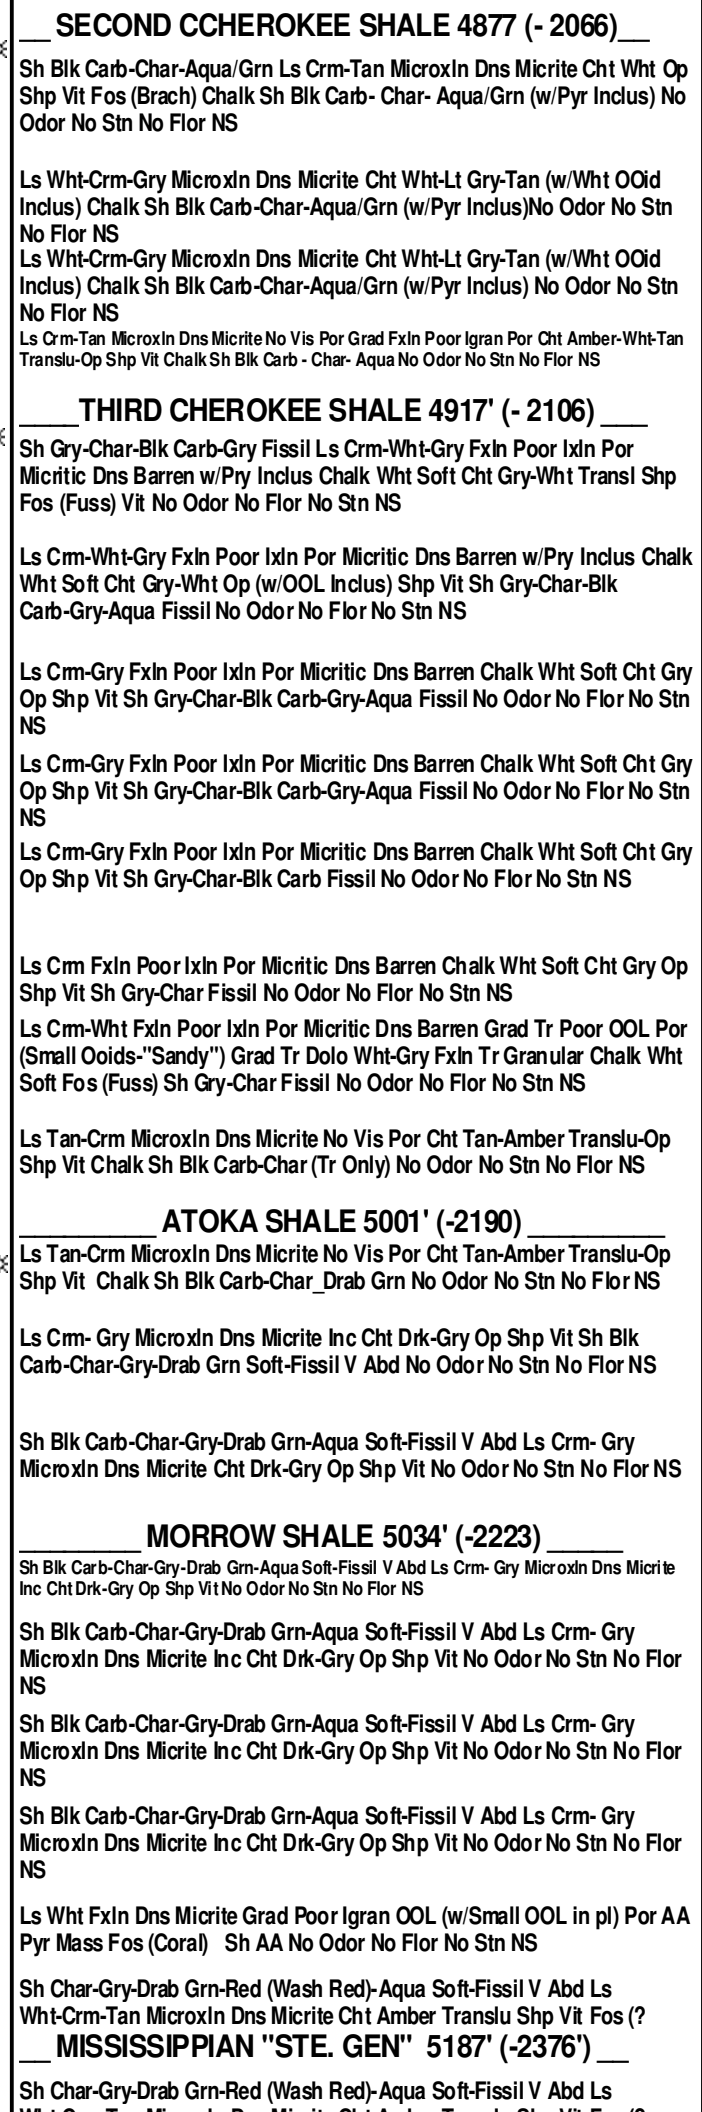 __ SECOND CCHEROKEE SHALE 4877 (- 2066)__
Sh Blk Carb-Char-Aqua/Grn Ls Crm-Tan Microxln Dns Micrite Cht Wht Op
Shp Vit Fos (Brach) Chalk Sh Blk Carb- Char- Aqua/Grn (w/Pyr Inclus) No
Odor No Stn No Flor NS
Ls Wht-Crm-Gry Microxln Dns Micrite Cht Wht-Lt Gry-Tan (w/Wht OOid
Inclus) Chalk Sh Blk Carb-Char-Aqua/Grn (w/Pyr Inclus)No Odor No Stn
No Flor NS
Ls Wht-Crm-Gry Microxln Dns Micrite Cht Wht-Lt Gry-Tan (w/Wht OOid
Inclus) Chalk Sh Blk Carb-Char-Aqua/Grn (w/Pyr Inclus) No Odor No Stn
No Flor NS
Ls Crm-Tan Microxln Dns Micrite No Vis Por Grad Fxln Poor Igran Por Cht Amber-Wht-Tan
Translu-Op Shp Vit Chalk Sh Blk Carb - Char- Aqua No Odor No Stn No Flor NS
____THIRD CHEROKEE SHALE 4917' (- 2106) ___
Sh Gry-Char-Blk Carb-Gry Fissil Ls Crm-Wht-Gry Fxln Poor Ixln Por
Micritic Dns Barren w/Pry Inclus Chalk Wht Soft Cht Gry-Wht Transl Shp
Fos (Fuss) Vit No Odor No Flor No Stn NS
Ls Crm-Wht-Gry Fxln Poor Ixln Por Micritic Dns Barren w/Pry Inclus Chalk
Wht Soft Cht Gry-Wht Op (w/OOL Inclus) Shp Vit Sh Gry-Char-Blk
Carb-Gry-Aqua Fissil No Odor No Flor No Stn NS
Ls Crm-Gry Fxln Poor Ixln Por Micritic Dns Barren Chalk Wht Soft Cht Gry
Op Shp Vit Sh Gry-Char-Blk Carb-Gry-Aqua Fissil No Odor No Flor No Stn
NS
Ls Crm-Gry Fxln Poor Ixln Por Micritic Dns Barren Chalk Wht Soft Cht Gry
Op Shp Vit Sh Gry-Char-Blk Carb-Gry-Aqua Fissil No Odor No Flor No Stn
NS
Ls Crm-Gry Fxln Poor Ixln Por Micritic Dns Barren Chalk Wht Soft Cht Gry
Op Shp Vit Sh Gry-Char-Blk Carb Fissil No Odor No Flor No Stn NS
Ls Crm Fxln Poor Ixln Por Micritic Dns Barren Chalk Wht Soft Cht Gry Op
Shp Vit Sh Gry-Char Fissil No Odor No Flor No Stn NS
Ls Crm-Wht Fxln Poor Ixln Por Micritic Dns Barren Grad Tr Poor OOL Por
(Small Ooids-"Sandy") Grad Tr Dolo Wht-Gry Fxln Tr Granular Chalk Wht
Soft Fos (Fuss) Sh Gry-Char Fissil No Odor No Flor No Stn NS
Ls Tan-Crm Microxln Dns Micrite No Vis Por Cht Tan-Amber Translu-Op
Shp Vit Chalk Sh Blk Carb-Char (Tr Only) No Odor No Stn No Flor NS
_________ ATOKA SHALE 5001' (-2190) _________
Ls Tan-Crm Microxln Dns Micrite No Vis Por Cht Tan-Amber Translu-Op
Shp Vit  Chalk Sh Blk Carb-Char_Drab Grn No Odor No Stn No Flor NS
Ls Crm- Gry Microxln Dns Micrite Inc Cht Drk-Gry Op Shp Vit Sh Blk
Carb-Char-Gry-Drab Grn Soft-Fissil V Abd No Odor No Stn No Flor NS
Sh Blk Carb-Char-Gry-Drab Grn-Aqua Soft-Fissil V Abd Ls Crm- Gry
Microxln Dns Micrite Cht Drk-Gry Op Shp Vit No Odor No Stn No Flor NS
________ MORROW SHALE 5034' (-2223) _____
Sh Blk Carb-Char-Gry-Drab Grn-Aqua Soft-Fissil V Abd Ls Crm- Gry Microxln Dns Micrite
Inc Cht Drk-Gry Op Shp Vit No Odor No Stn No Flor NS
Sh Blk Carb-Char-Gry-Drab Grn-Aqua Soft-Fissil V Abd Ls Crm- Gry
Microxln Dns Micrite Inc Cht Drk-Gry Op Shp Vit No Odor No Stn No Flor
NS
Sh Blk Carb-Char-Gry-Drab Grn-Aqua Soft-Fissil V Abd Ls Crm- Gry
Microxln Dns Micrite Inc Cht Drk-Gry Op Shp Vit No Odor No Stn No Flor
NS
Sh Blk Carb-Char-Gry-Drab Grn-Aqua Soft-Fissil V Abd Ls Crm- Gry
Microxln Dns Micrite Inc Cht Drk-Gry Op Shp Vit No Odor No Stn No Flor
NS
Ls Wht Fxln Dns Micrite Grad Poor Igran OOL (w/Small OOL in pl) Por AA
Pyr Mass Fos (Coral)   Sh AA No Odor No Flor No Stn NS
Sh Char-Gry-Drab Grn-Red (Wash Red)-Aqua Soft-Fissil V Abd Ls
Wht-Crm-Tan Microxln Dns Micrite Cht Amber Translu Shp Vit Fos (?
__ MISSISSIPPIAN "STE. GEN"  5187' (-2376') __
Sh Char-Gry-Drab Grn-Red (Wash Red)-Aqua Soft-Fissil V Abd Ls